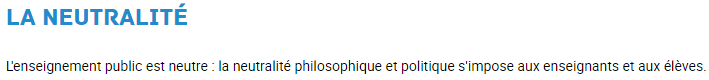 LA NEUTRALITÉ
L'enseignement public est neutre : la neutralité philosophique et politique s'impose aux enseignants et aux élèves.